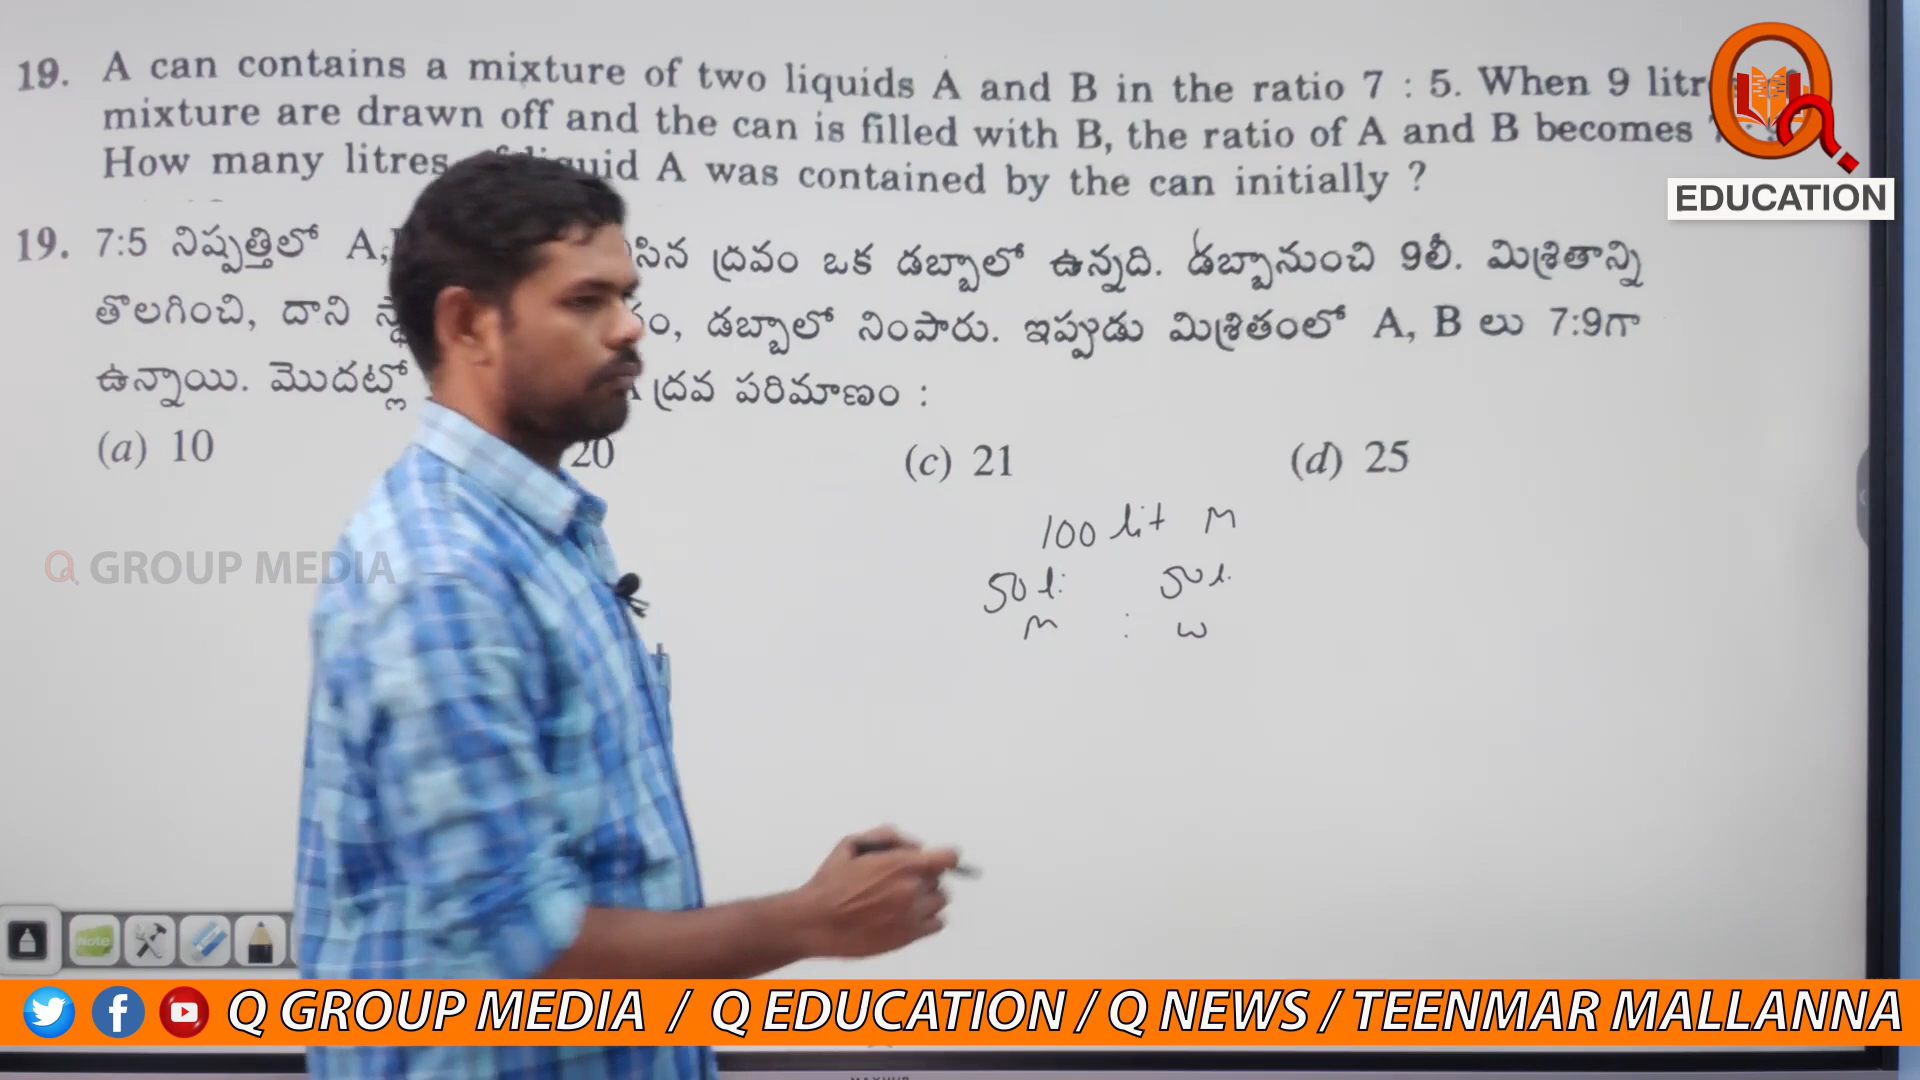 19. A can contains a mixture of two liquids A and B in the ratio 7 : 5. When 9
mixture are drawn off and the can is filled with B, the ratio of A and B becomes
How many litres liquid A was contained by the can initially ?
19. 7:5 నిష్పత్తిలో A, ద్రవం ఒక డబ్బాలో ఉన్నది. డబ్బానుంచి 9లీ. మిశ్రితాన్ని
తొలగించి, దాని డబ్బాలో నింపారు. ఇప్పుడు మిశ్రితంలో A, B లు 7:9గా
ఉన్నాయి. మొదట్లో ద్రవ పరిమాణం :
(a) 10 20 (c) 21 (d) 25
100 lit M
50 l. 50 l.
M : W
Q EDUCATION
Q GROUP MEDIA
Note
Q GROUP MEDIA / Q EDUCATION / Q NEWS / TEENMAR MALLANNA